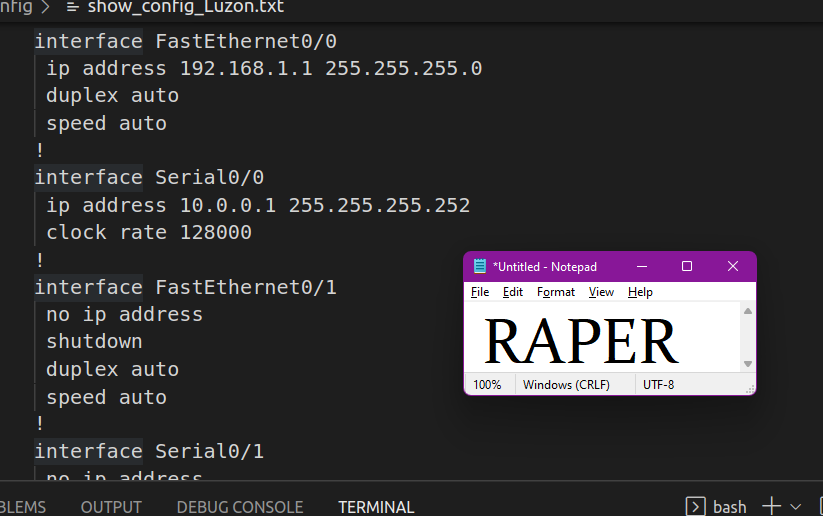 show_config_Luzon.txt
interface FastEthernet0/0
ip address 192.168.1.1 255.255.255.0
duplex auto
speed auto
!
interface Serial0/0
ip address 10.0.0.1 255.255.255.252
clock rate 128000
!
interface FastEthernet0/1
no ip address
shutdown
duplex auto
speed auto
!
interface Serial0/1
no ip address
*Untitled - Notepad
File Edit Format View Help
RAPER
100% Windows (CRLF) UTF-8
OUTPUT DEBUG CONSOLE TERMINAL bash